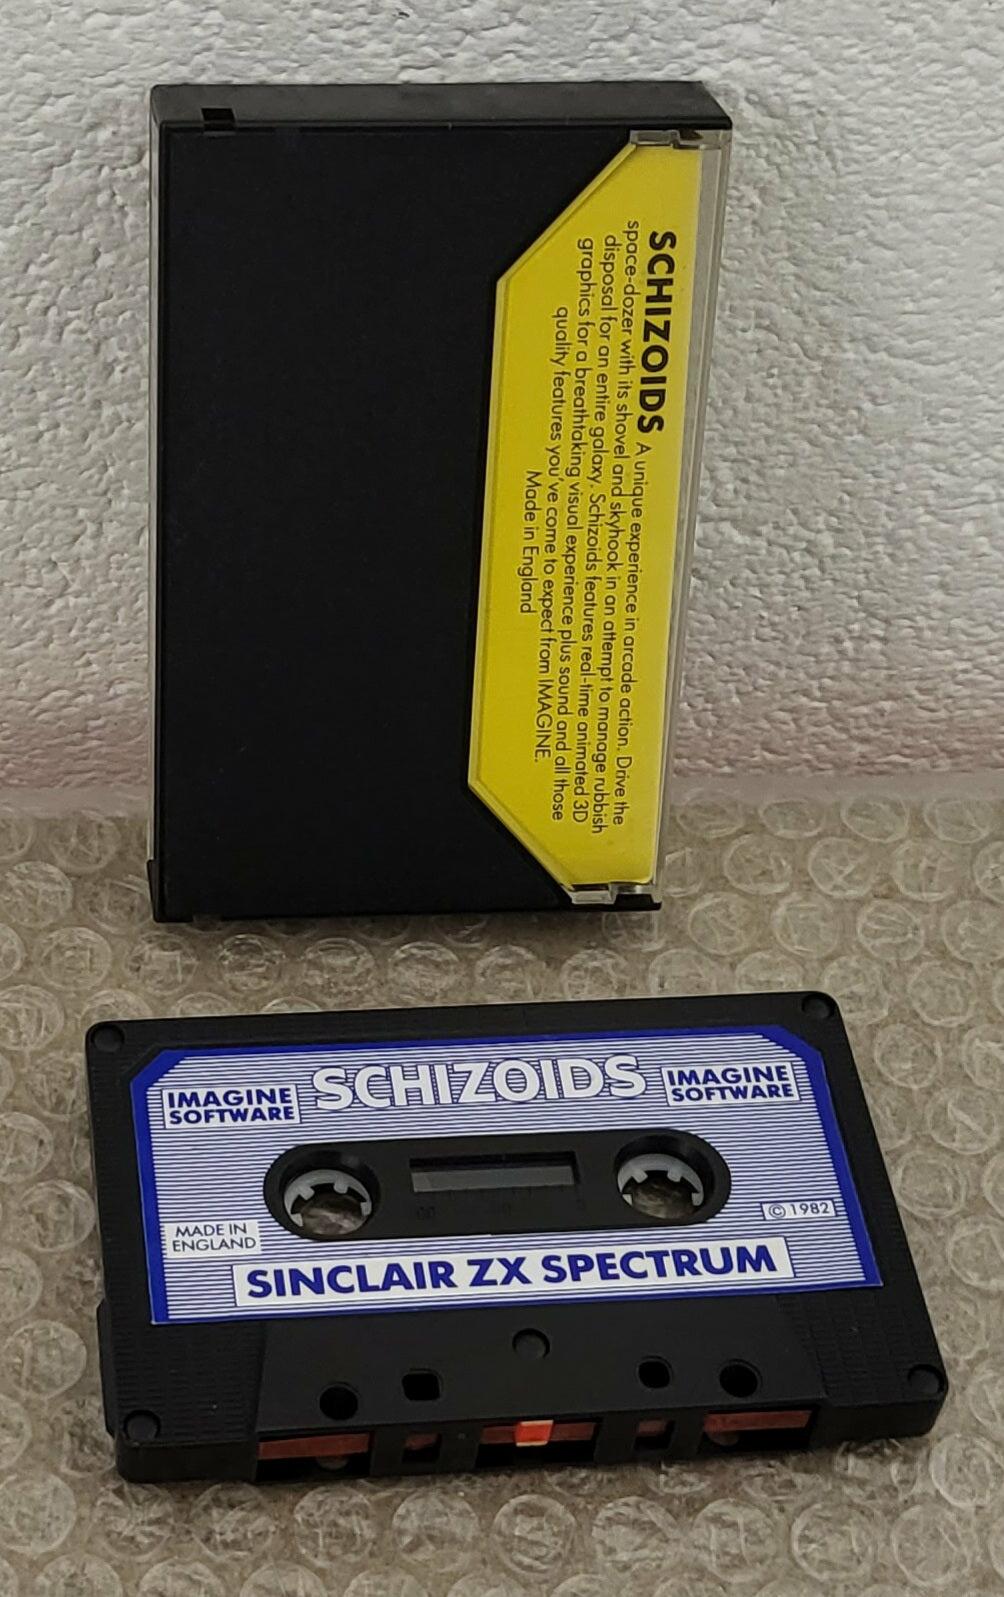 SCHIZOIDS A unique experience in arcade action. Drive the
space-dozer with its shovel and skyhook in an attempt to manage rubbish
disposal for an entire galaxy. Schizoids features real-time animated 3D
graphics for a breathtaking visual experience plus sound and all those
quality features you've come to expect from IMAGINE.
Made in England
IMAGINE
SOFTWARE
SCHIZOIDS
IMAGINE
SOFTWARE
MADE IN
ENGLAND
© 1982
SINCLAIR ZX SPECTRUM